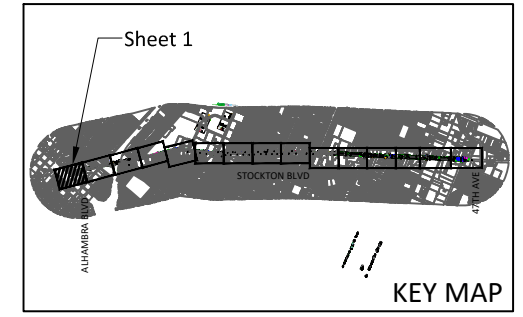 Sheet 1
STOCKTON BLVD
ALHAMBRA BLVD
47TH AVE
KEY MAP